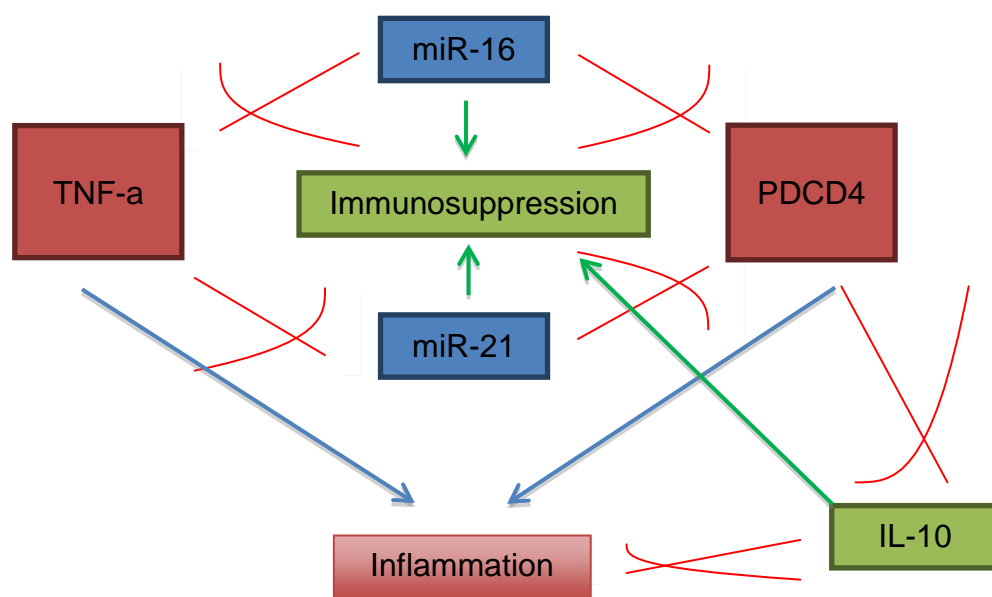 miR-16
TNF-a
PDCD4
Immunosuppression
miR-21
IL-10
Inflammation